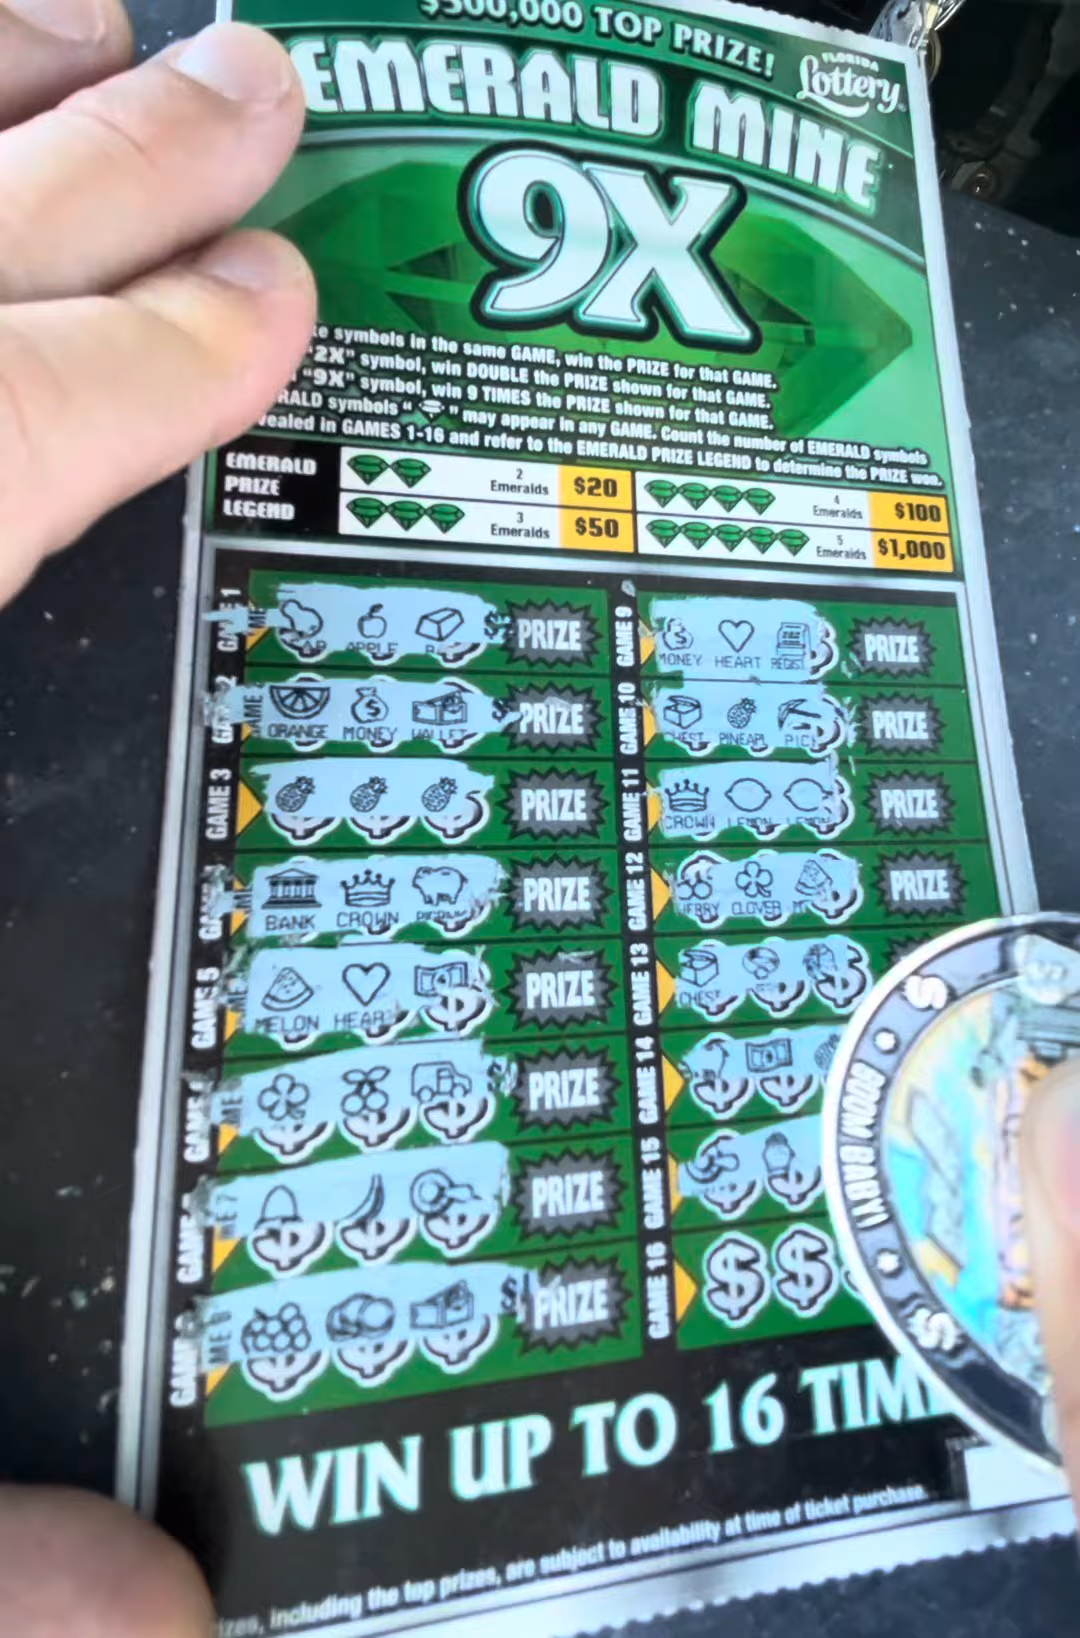 $500,000 TOP PRIZE!
FLORIDA
Lottery
EMERALD MINE
9X
symbols in the same GAME, win the PRIZE for that GAME.
"2X" symbol, win DOUBLE the PRIZE shown for that GAME.
"9X" symbol, win 9 TIMES the PRIZE shown for that GAME.
symbols " " may appear in any GAME. Count the number of EMERALD symbols
in GAMES 1-16 and refer to the EMERALD PRIZE LEGEND to determine the PRIZE won.
EMERALD
PRIZE
LEGEND
2
Emeralds
$20
4
Emeralds
$100
3
Emeralds
$50
5
Emeralds
$1,000
GAME 1
APPLE
PRIZE
ORANGE MONEY WALLET
PRIZE
GAME 3
PRIZE
BANK CROWN
PRIZE
GAME 5
MELON HEART
PRIZE
PRIZE
PRIZE
PRIZE
GAME 9
MONEY HEART REGIST
PRIZE
GAME 10
CHEST PINEAPL PICK
PRIZE
GAME 11
CROWN LEMON LEMON
PRIZE
GAME 12
CLOVER
PRIZE
GAME 13
CHEST
GAME 14
GAME 15
GAME 16
$ $
BOOM BABY!
WIN UP TO 16
including the top prizes, are subject to availability at time of ticket purchase.